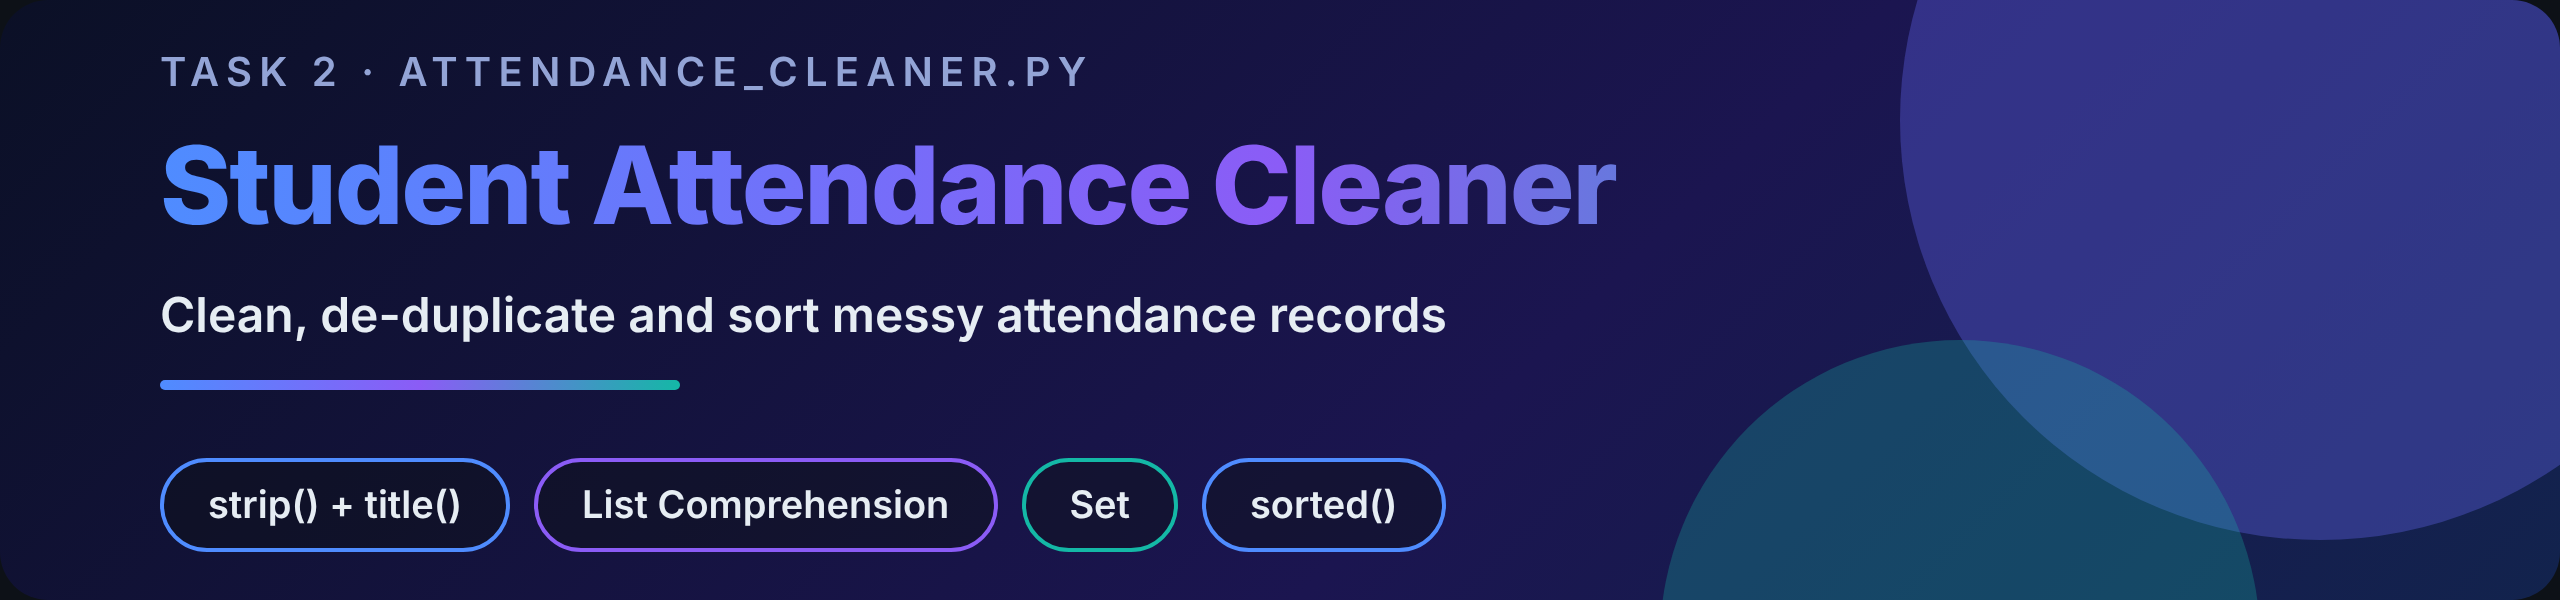 TASK 2 · ATTENDANCE_CLEANER.PY
Student Attendance Cleaner
Clean, de-duplicate and sort messy attendance records
strip() + title() List Comprehension Set sorted()